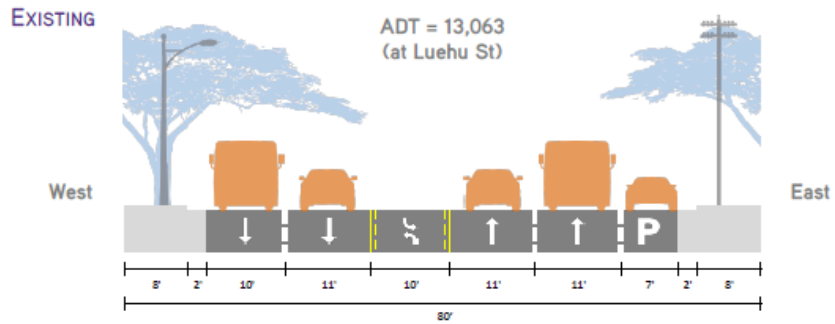 EXISTING
ADT = 13,063
(at Luehu St)
West
East
P
8' 2' 10' 11' 10' 11' 11' 7' 2' 8'
80'